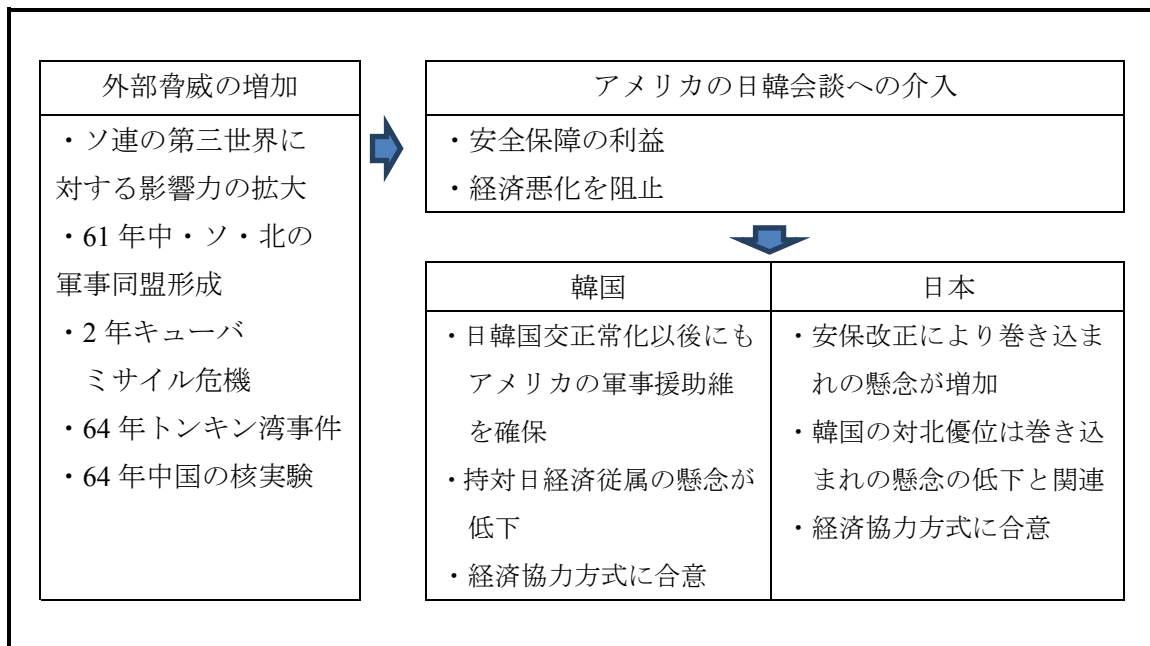 外部脅威の増加
・ソ連の第三世界に
対する影響力の拡大
・61 年中・ソ・北の
軍事同盟形成
・2 年キューバ
ミサイル危機
・64 年トンキン湾事件
・64 年中国の核実験
アメリカの日韓会談への介入
・安全保障の利益
・経済悪化を阻止
韓国
・日韓国交正常化以後にも
アメリカの軍事援助維
を確保
・持対日経済従属の懸念が
低下
・経済協力方式に合意
日本
・安保改正により巻き込ま
れの懸念が増加
・韓国の対北優位は巻き込
まれの懸念の低下と関連
・経済協力方式に合意